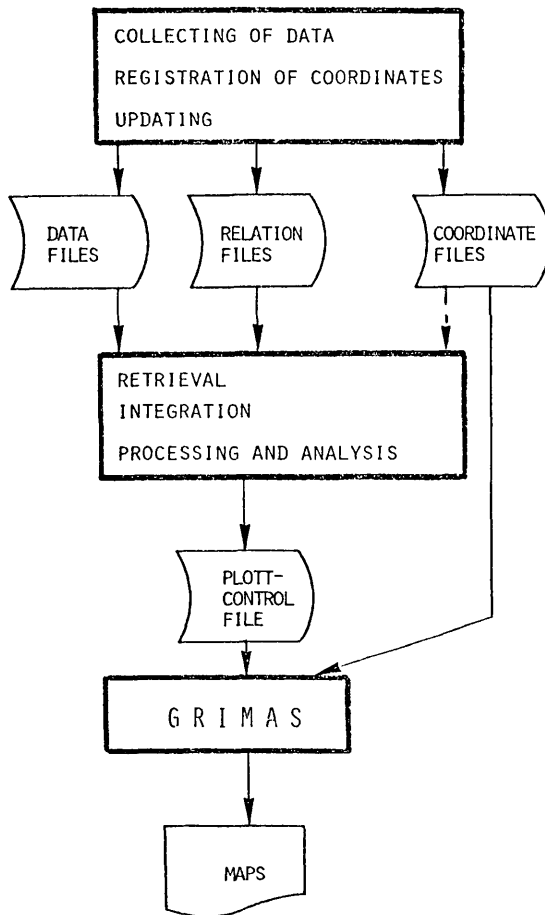 COLLECTING OF DATA
REGISTRATION OF COORDINATES
UPDATING
DATA
FILES
RELATION
FILES
COORDINATE
FILES
RETRIEVAL
INTEGRATION
PROCESSING AND ANALYSIS
PLOTT-
CONTROL
FILE
GRIMAS
MAPS